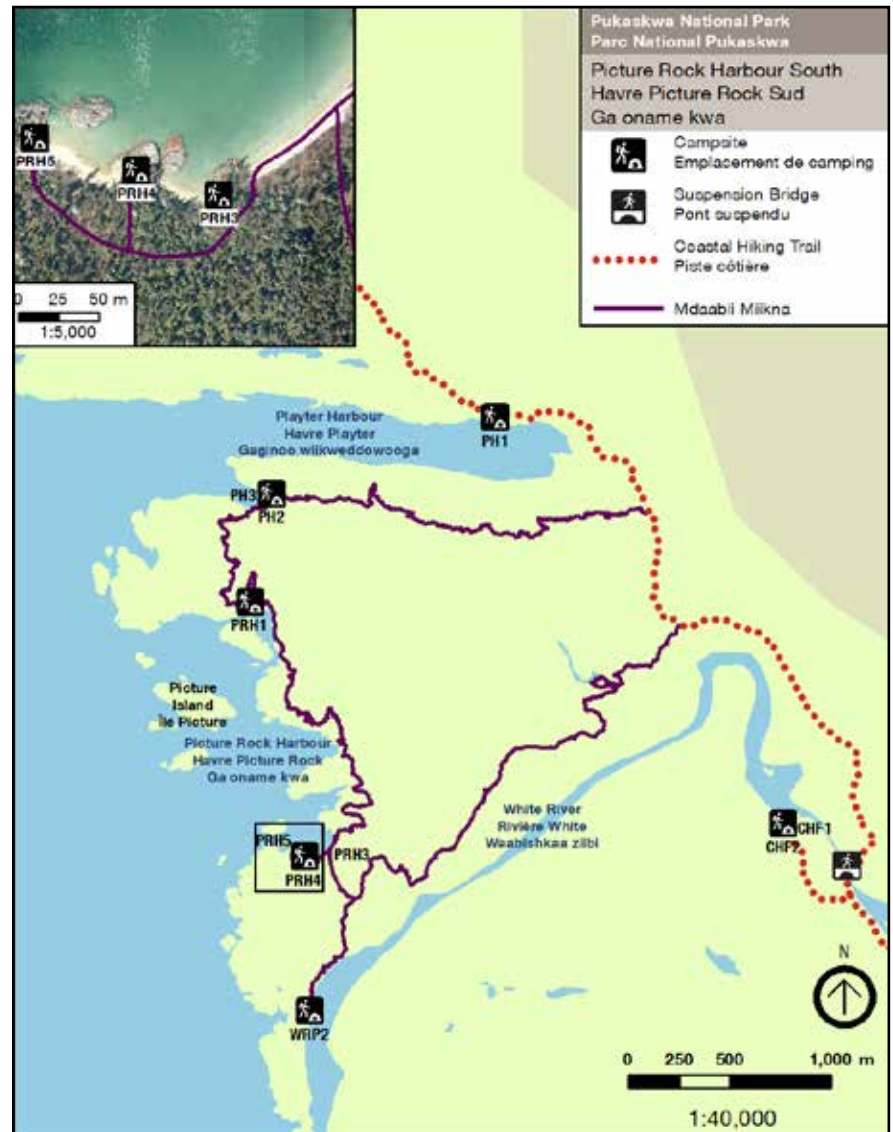 Pukaskwa National Park
Parc National Pukaskwa
Picture Rock Harbour South
Havre Picture Rock Sud
Ga oname kwa
Campsite
Emplacement de camping
Suspension Bridge
Pont suspendu
Coastal Hiking Trail
Piste côtière
Mdaabii Miikna
PRH5
PRH4
PRH3
0 25 50 m
1:5,000
Playter Harbour
Havre Playter
Gaginoo wiikweddowooga
PH1
PH3
PH2
PRH1
Picture
Island
Île Picture
Picture Rock Harbour
Havre Picture Rock
Ga oname kwa
White River
Rivière White
Waabishkaa ziibi
CHF1
CHF2
PRH5
PRH3
PRH4
WRP2
N
0 250 500 1,000 m
1:40,000